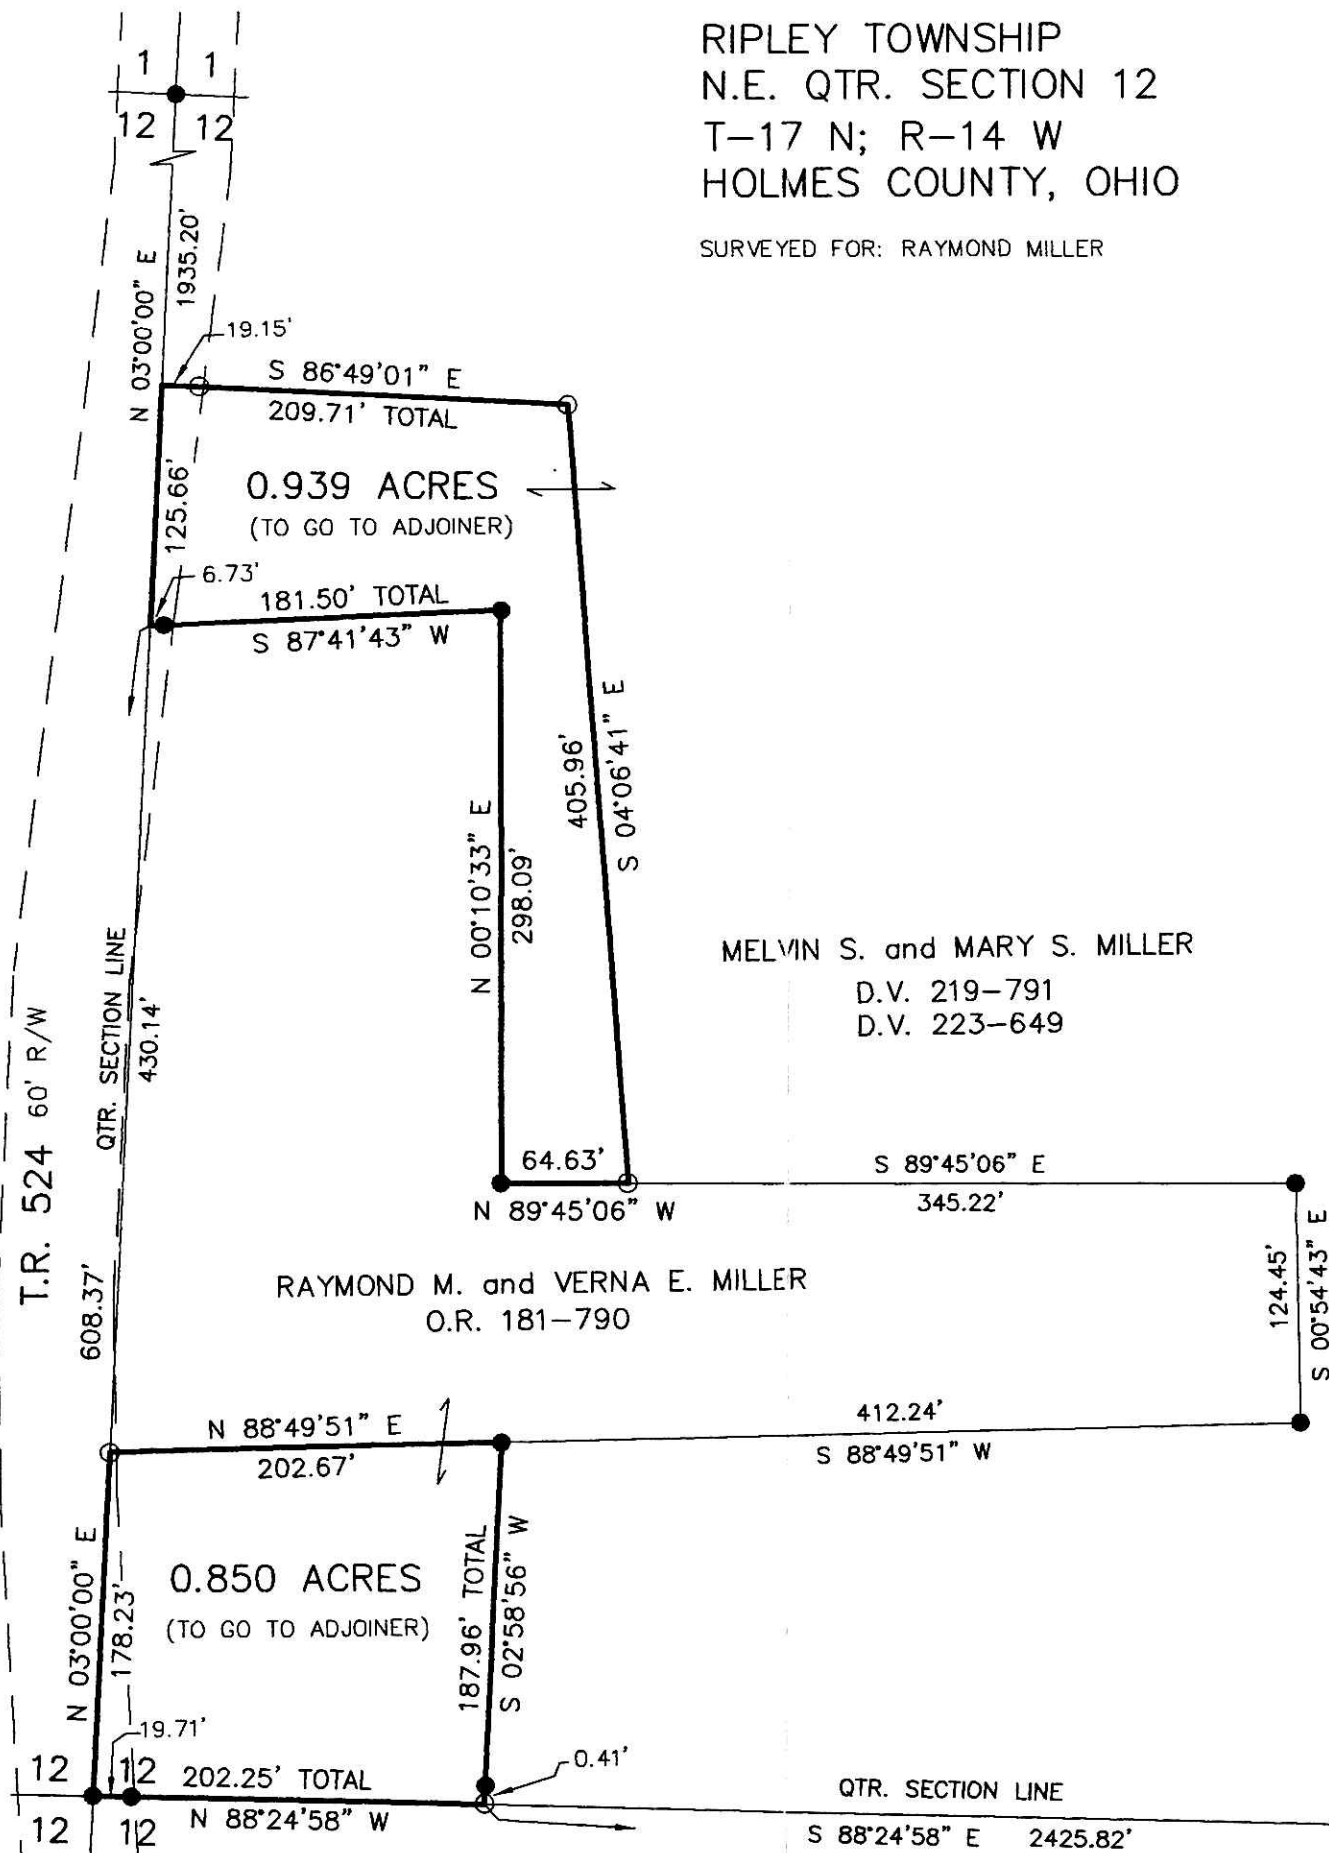 RIPLEY TOWNSHIP
N.E. QTR. SECTION 12
T-17 N; R-14 W
HOLMES COUNTY, OHIO
SURVEYED FOR: RAYMOND MILLER
1 1
12 12
N 03°00'00" E
1935.20'
19.15'
S 86°49'01" E
209.71' TOTAL
0.939 ACRES
(TO GO TO ADJOINER)
125.66'
6.73'
181.50' TOTAL
S 87°41'43" W
N 00°10'33" E
298.09'
405.96'
S 04°06'41" E
QTR. SECTION LINE
430.14'
T.R. 524 60' R/W
MELVIN S. and MARY S. MILLER
D.V. 219-791
D.V. 223-649
64.63'
N 89°45'06" W
S 89°45'06" E
345.22'
124.45'
S 00°54'43" E
RAYMOND M. and VERNA E. MILLER
O.R. 181-790
608.37'
N 88°49'51" E
202.67'
412.24'
S 88°49'51" W
N 03°00'00" E
178.23'
0.850 ACRES
(TO GO TO ADJOINER)
187.96' TOTAL
S 02°58'56" W
19.71'
0.41'
12 12
202.25' TOTAL
N 88°24'58" W
12 12
QTR. SECTION LINE
S 88°24'58" E 2425.82'